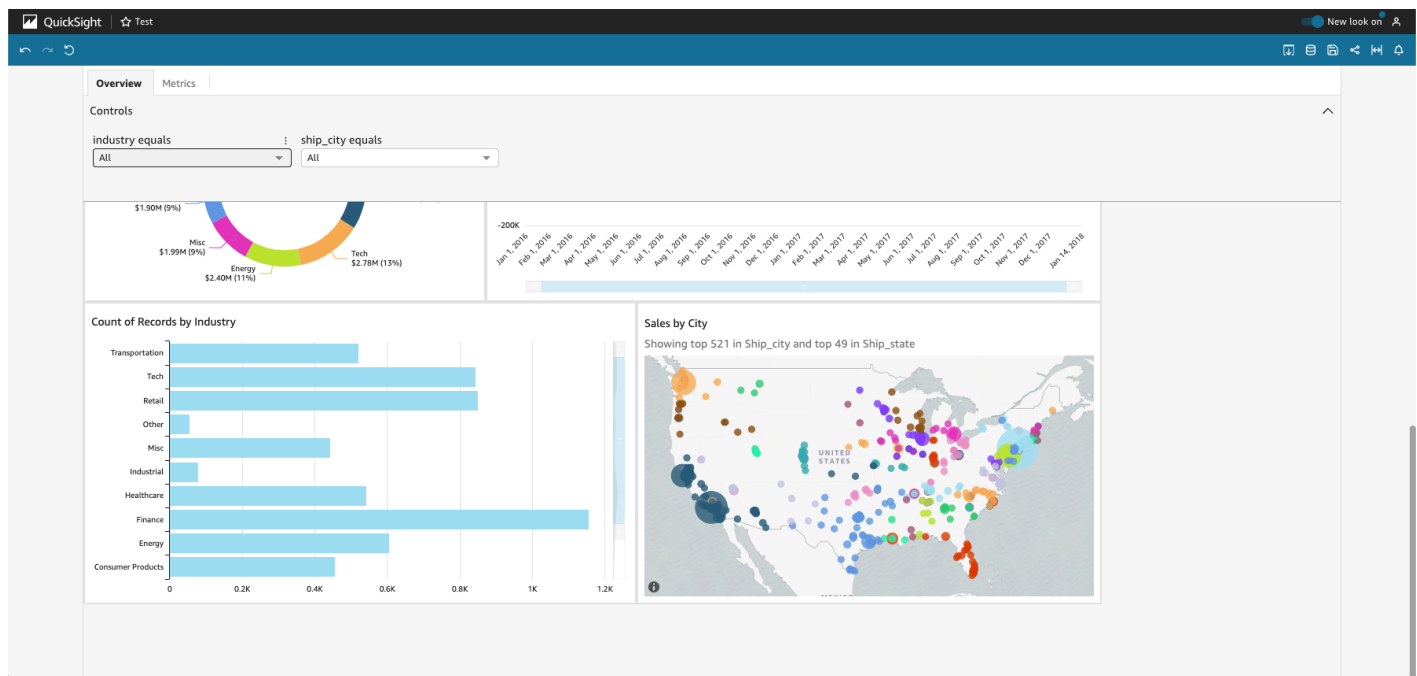 QuickSight
Test
New look on
Overview
Metrics
Controls
industry equals
All
ship_city equals
All
$1.90M (9%)
Misc
$1.99M (9%)
Energy
$2.40M (11%)
Tech
$2.78M (13%)
-200K
Jan 1, 2016
Feb 1, 2016
Mar 1, 2016
Apr 1, 2016
May 1, 2016
Jun 1, 2016
Jul 1, 2016
Aug 1, 2016
Sep 1, 2016
Oct 1, 2016
Nov 1, 2016
Dec 1, 2016
Jan 1, 2017
Feb 1, 2017
Mar 1, 2017
Apr 1, 2017
May 1, 2017
Jun 1, 2017
Jul 1, 2017
Aug 1, 2017
Sep 1, 2017
Oct 1, 2017
Nov 1, 2017
Dec 1, 2017
Jan 14, 2018
Count of Records by Industry
Transportation
Tech
Retail
Other
Misc
Industrial
Healthcare
Finance
Energy
Consumer Products
0
0.2K
0.4K
0.6K
0.8K
1K
1.2K
Sales by City
Showing top 521 in Ship_city and top 49 in Ship_state
UNITED
STATES